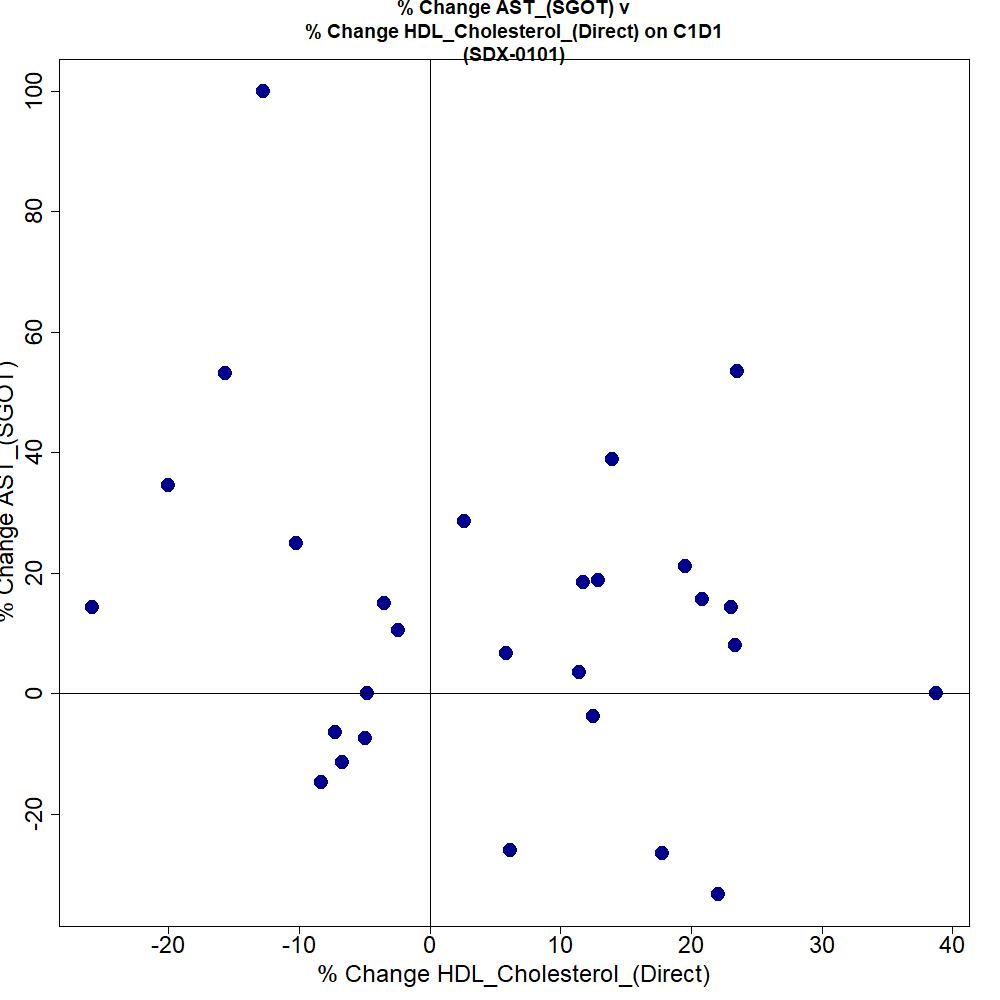 % Change AST_(SGOT) v
% Change HDL_Cholesterol_(Direct) on C1D1
(SDX-0101)
% Change AST_(SGOT)
100
80
60
40
20
0
-20
-20 -10 0 10 20 30 40
% Change HDL_Cholesterol_(Direct)